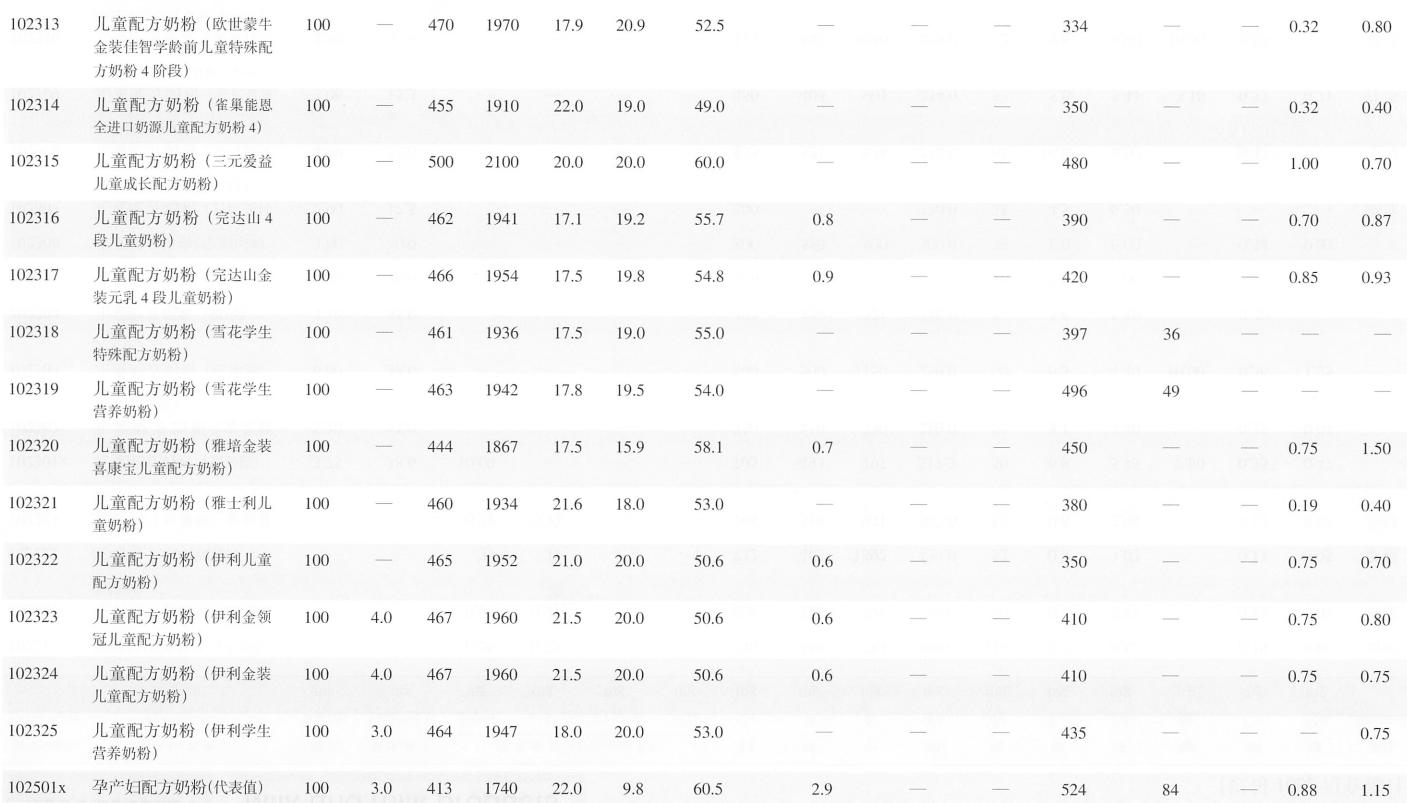 102313 儿童配方奶粉（欧世蒙牛 100 — 470 1970 17.9 20.9 52.5 — — — 334 — — 0.32 0.80
金装佳智学龄前儿童特殊配
方奶粉 4 阶段）
102314 儿童配方奶粉（雀巢能恩 100 — 455 1910 22.0 19.0 49.0 — — — 350 — — 0.32 0.40
全进口奶源儿童配方奶粉 4）
102315 儿童配方奶粉（三元爱益 100 — 500 2100 20.0 20.0 60.0 — — — 480 — — 1.00 0.70
儿童成长配方奶粉）
102316 儿童配方奶粉（完达山 4 100 — 462 1941 17.1 19.2 55.7 0.8 — — 390 — — 0.70 0.87
段儿童奶粉）
102317 儿童配方奶粉（完达山金 100 — 466 1954 17.5 19.8 54.8 0.9 — — 420 — — 0.85 0.93
装元乳 4 段儿童奶粉）
102318 儿童配方奶粉（雪花学生 100 — 461 1936 17.5 19.0 55.0 — — — 397 36 — — —
特殊配方奶粉）
102319 儿童配方奶粉（雪花学生 100 — 463 1942 17.8 19.5 54.0 — — — 496 49 — — —
营养奶粉）
102320 儿童配方奶粉（雅培金装 100 — 444 1867 17.5 15.9 58.1 0.7 — — 450 — — 0.75 1.50
喜康宝儿童配方奶粉）
102321 儿童配方奶粉（雅士利儿 100 — 460 1934 21.6 18.0 53.0 — — — 380 — — 0.19 0.40
童奶粉）
102322 儿童配方奶粉（伊利儿童 100 — 465 1952 21.0 20.0 50.6 0.6 — — 350 — — 0.75 0.70
配方奶粉）
102323 儿童配方奶粉（伊利金领 100 4.0 467 1960 21.5 20.0 50.6 0.6 — — 410 — — 0.75 0.80
冠儿童配方奶粉）
102324 儿童配方奶粉（伊利金装 100 4.0 467 1960 21.5 20.0 50.6 0.6 — — 410 — — 0.75 0.75
儿童配方奶粉）
102325 儿童配方奶粉（伊利学生 100 3.0 464 1947 18.0 20.0 53.0 — — — 435 — — — 0.75
营养奶粉）
102501x 孕产妇配方奶粉(代表值) 100 3.0 413 1740 22.0 9.8 60.5 2.9 — — 524 84 — 0.88 1.15